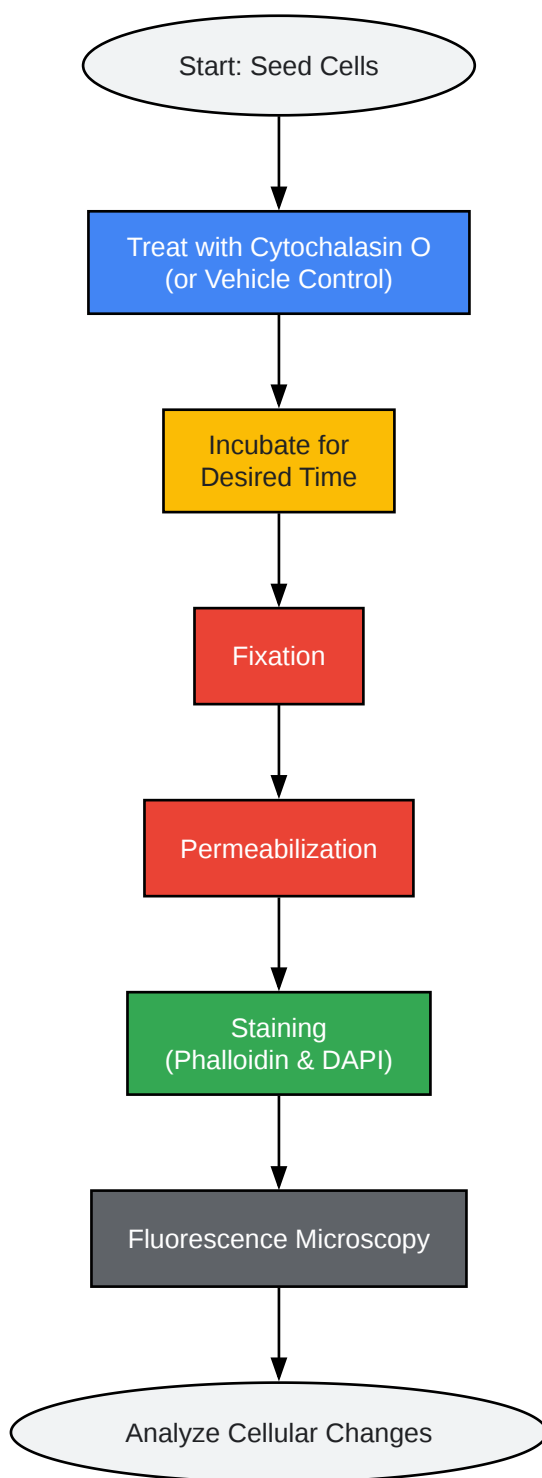 Start: Seed Cells
Treat with Cytochalasin O
(or Vehicle Control)
Incubate for
Desired Time
Fixation
Permeabilization
Staining
(Phalloidin & DAPI)
Fluorescence Microscopy
Analyze Cellular Changes